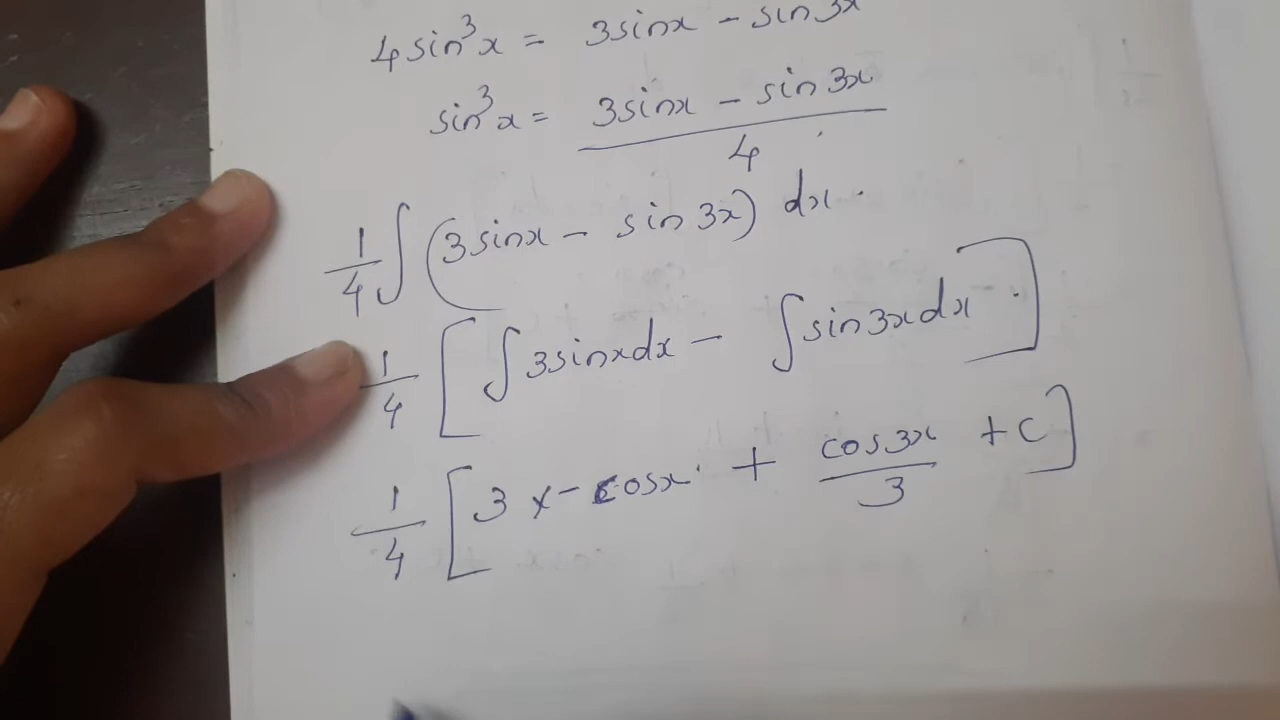 4sin³x = 3sinx - sin3x
sin³x = 3sinx - sin3x / 4
1/4 ∫ (3sinx - sin3x) dx.
1/4 [ ∫ 3sinxdx - ∫ sin3xdx ]
1/4 [ 3 x - cosx + cos3x/3 + C ]